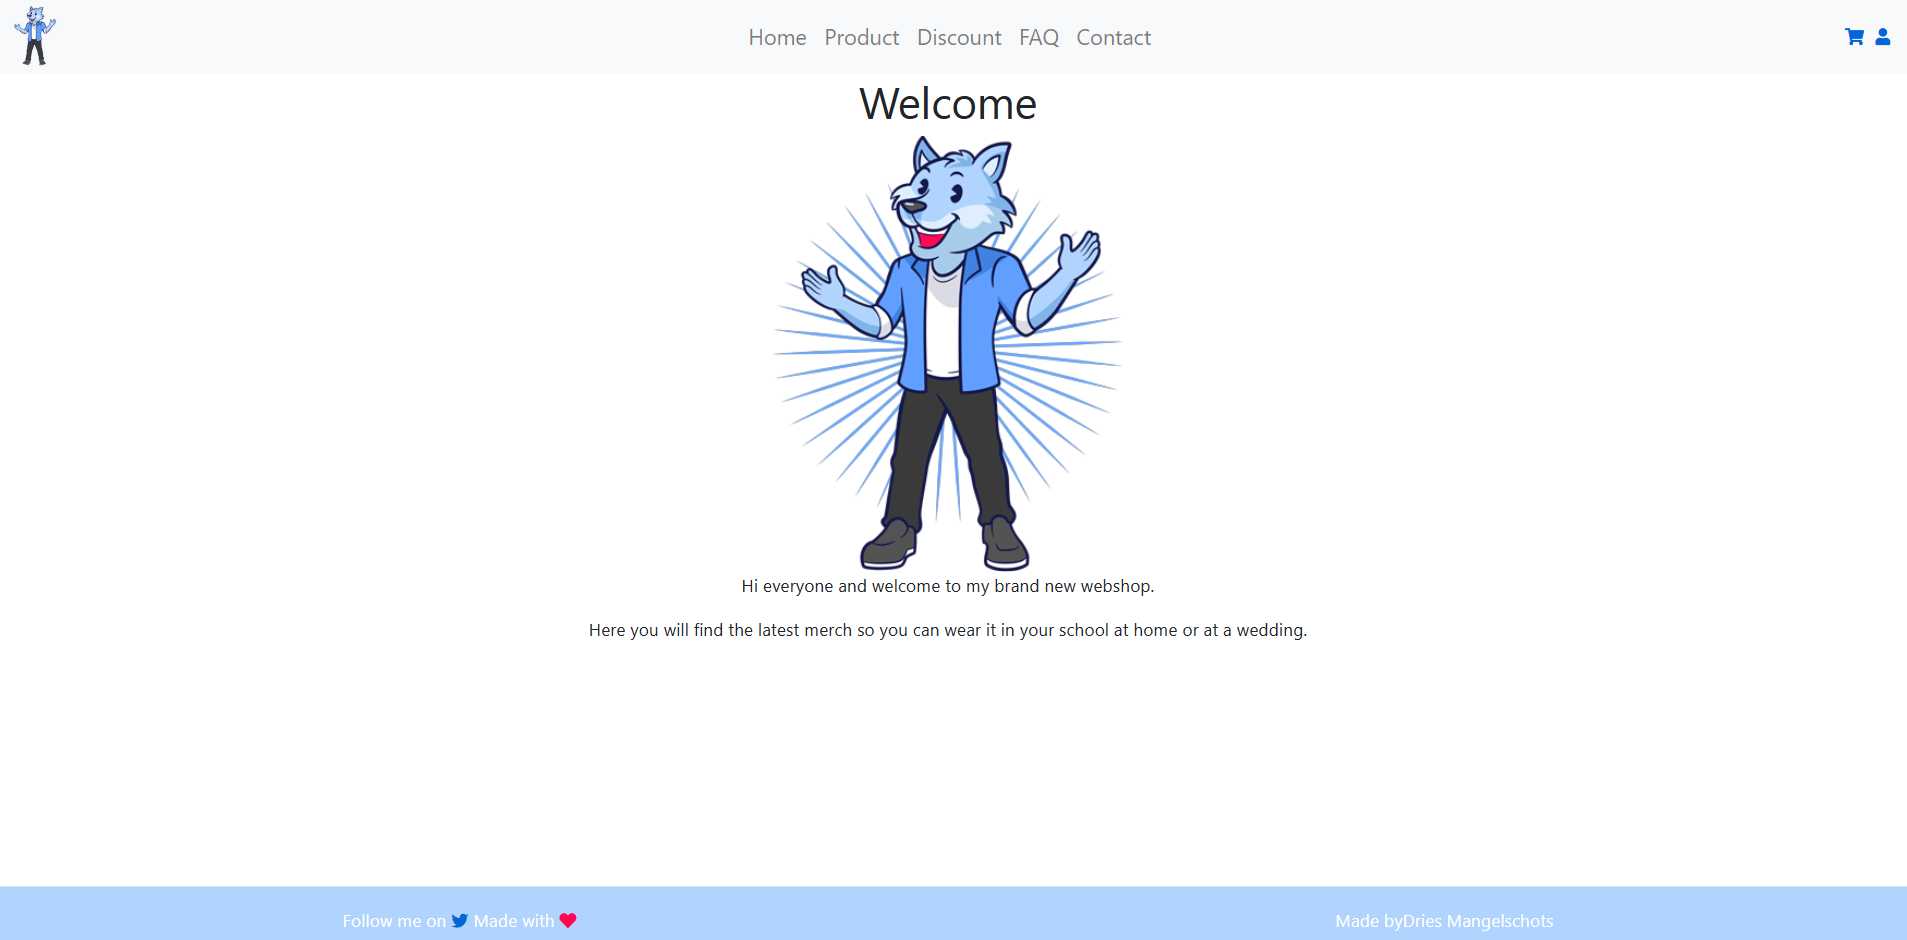 Home Product Discount FAQ Contact
Welcome
Hi everyone and welcome to my brand new webshop.
Here you will find the latest merch so you can wear it in your school at home or at a wedding.
Follow me on Made with
Made byDries Mangelschots